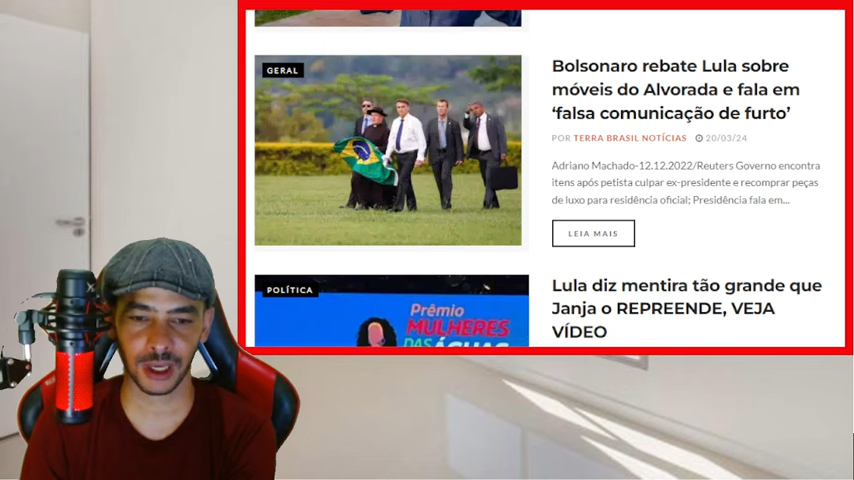 GERAL
Bolsonaro rebate Lula sobre
móveis do Alvorada e fala em
‘falsa comunicação de furto’
POR TERRA BRASIL NOTÍCIAS 20/03/24
Adriano Machado-12.12.2022/Reuters Governo encontra
itens após petista culpar ex-presidente e recomprar peças
de luxo para residência oficial; Presidência fala em...
LEIA MAIS
POLÍTICA
Prêmio
MULHERES
DAS ÁGUAS
Lula diz mentira tão grande que
Janja o REPREENDE, VEJA
VÍDEO